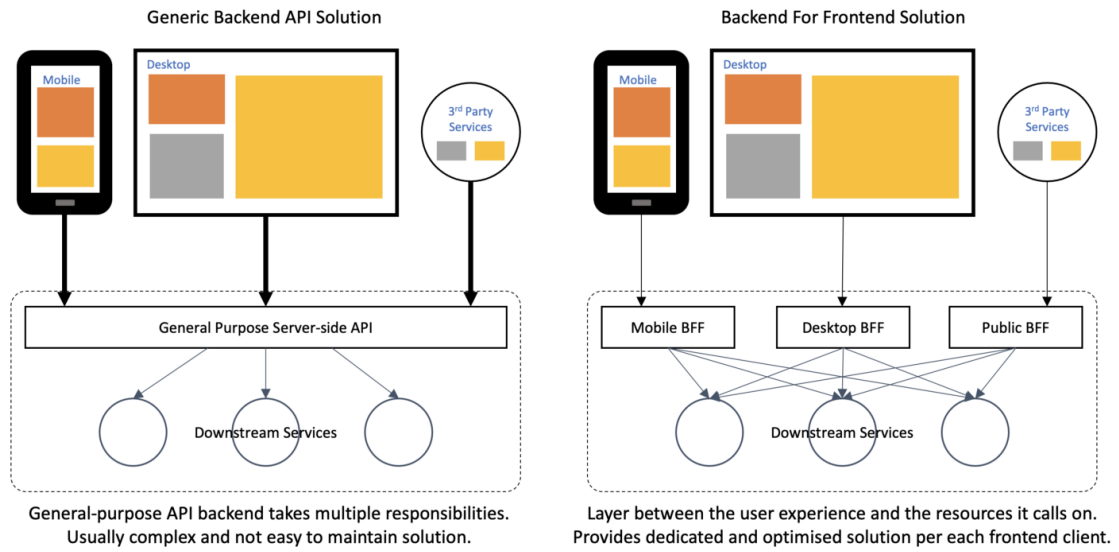 Generic Backend API Solution
Mobile
Desktop
3rd Party
Services
General Purpose Server-side API
Downstream Services
General-purpose API backend takes multiple responsibilities.
Usually complex and not easy to maintain solution.
Backend For Frontend Solution
Mobile
Desktop
3rd Party
Services
Mobile BFF
Desktop BFF
Public BFF
Downstream Services
Layer between the user experience and the resources it calls on.
Provides dedicated and optimised solution per each frontend client.